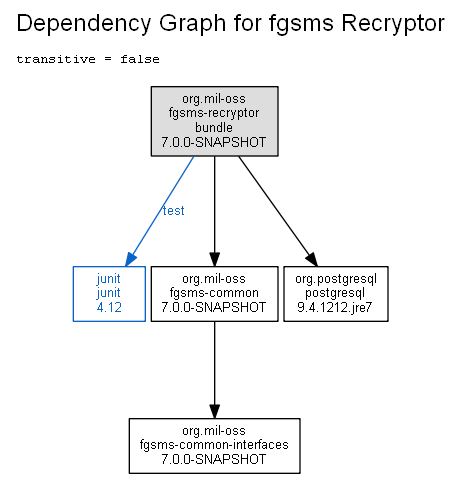 Dependency Graph for fgsms Recryptor
transitive = false
org.mil-oss
fgsms-recryptor
bundle
7.0.0-SNAPSHOT
test
junit
junit
4.12
org.mil-oss
fgsms-common
7.0.0-SNAPSHOT
org.postgresql
postgresql
9.4.1212.jre7
org.mil-oss
fgsms-common-interfaces
7.0.0-SNAPSHOT